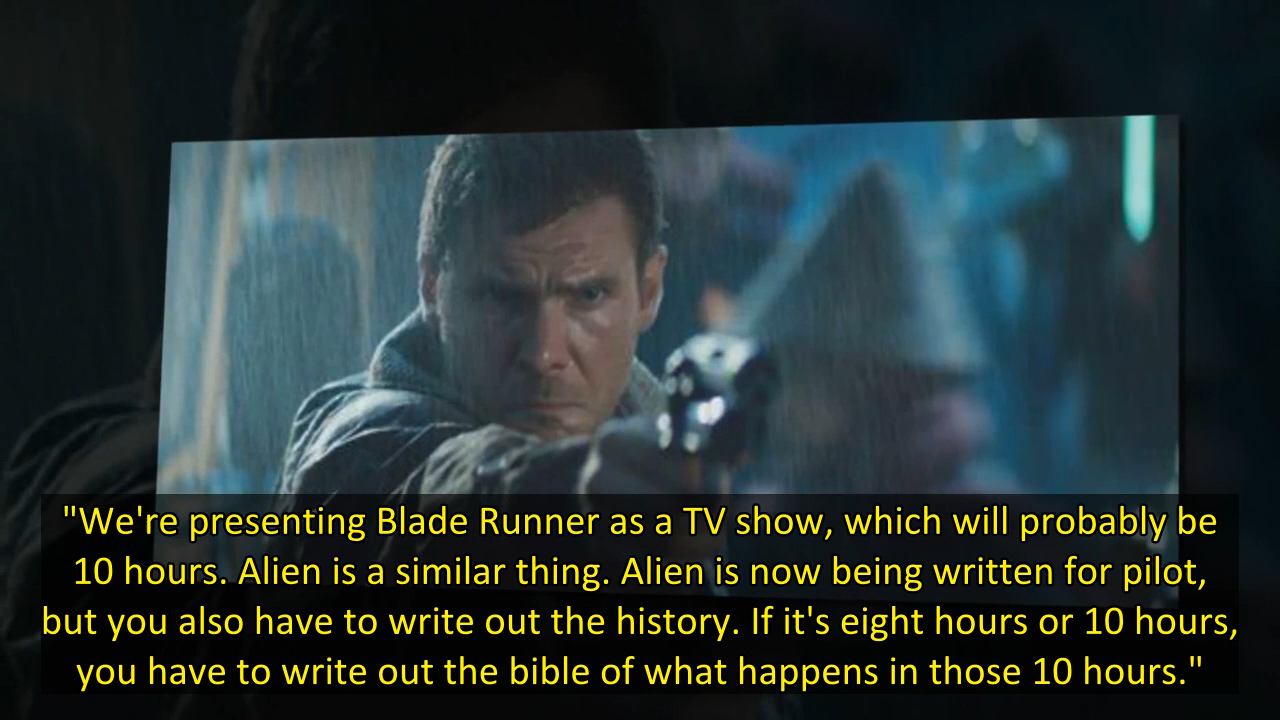 "We're presenting Blade Runner as a TV show, which will probably be
10 hours. Alien is a similar thing. Alien is now being written for pilot,
but you also have to write out the history. If it's eight hours or 10 hours,
you have to write out the bible of what happens in those 10 hours."